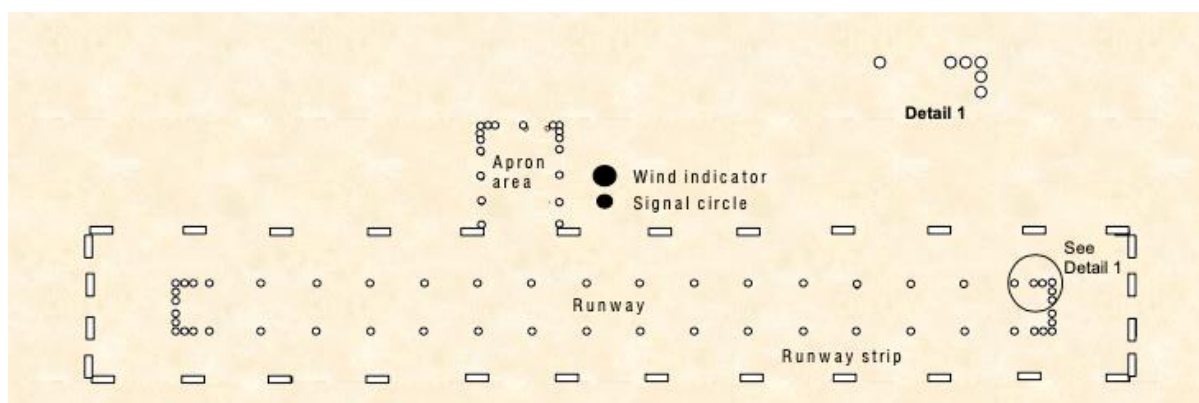 Detail 1
Apron
area
Wind indicator
Signal circle
See
Detail 1
Runway
Runway strip